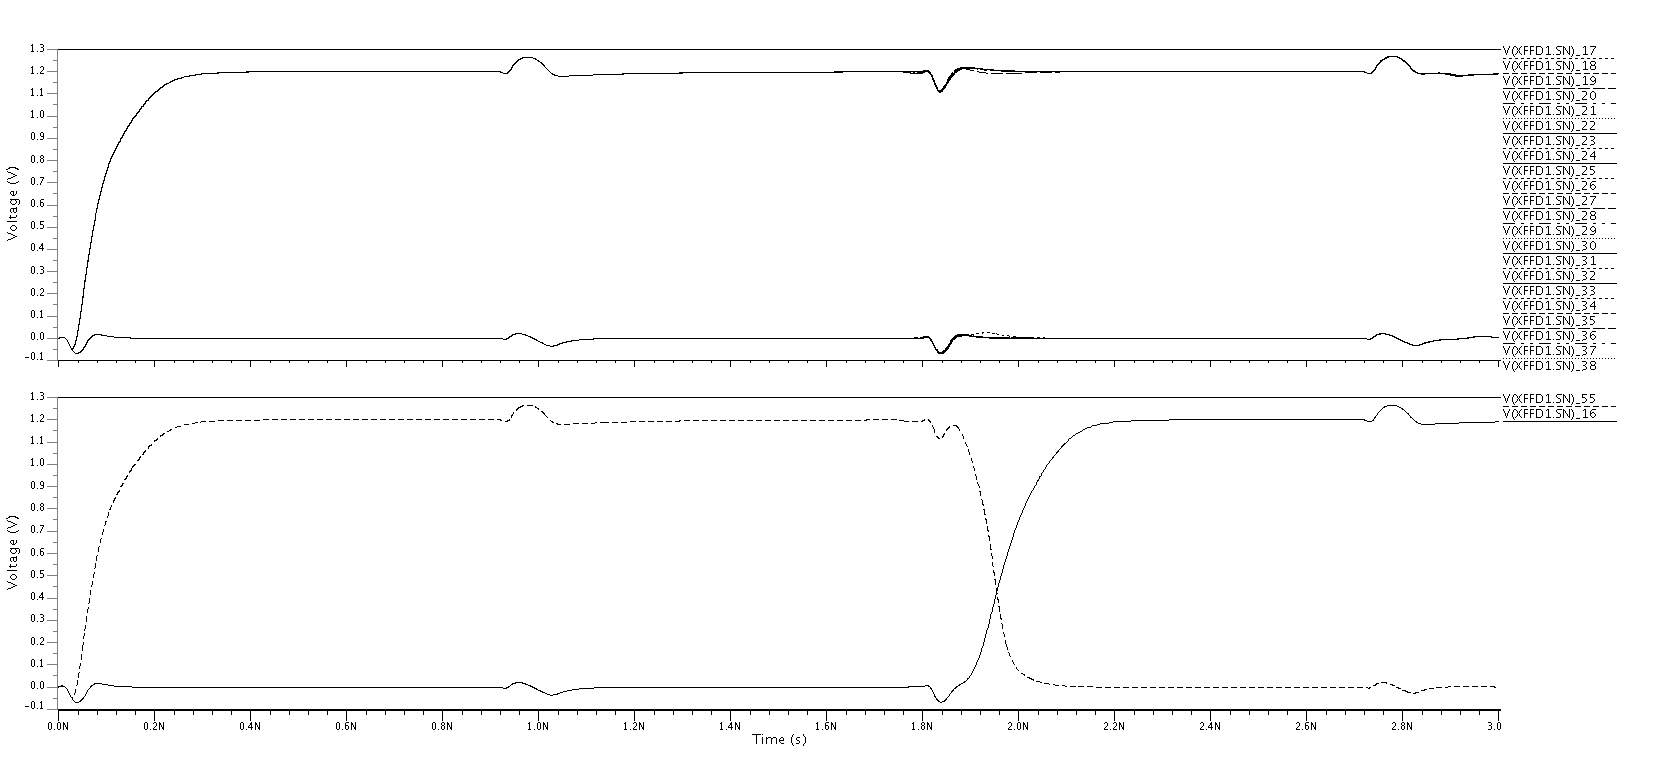 1.3
1.2
1.1
1.0
0.9
0.8
0.7
0.6
0.5
0.4
0.3
0.2
0.1
0.0
-0.1
Voltage (V)
V(XFFD1.SN)_17
V(XFFD1.SN)_18
V(XFFD1.SN)_19
V(XFFD1.SN)_20
V(XFFD1.SN)_21
V(XFFD1.SN)_22
V(XFFD1.SN)_23
V(XFFD1.SN)_24
V(XFFD1.SN)_25
V(XFFD1.SN)_26
V(XFFD1.SN)_27
V(XFFD1.SN)_28
V(XFFD1.SN)_29
V(XFFD1.SN)_30
V(XFFD1.SN)_31
V(XFFD1.SN)_32
V(XFFD1.SN)_33
V(XFFD1.SN)_34
V(XFFD1.SN)_35
V(XFFD1.SN)_36
V(XFFD1.SN)_37
V(XFFD1.SN)_38
1.3
1.2
1.1
1.0
0.9
0.8
0.7
0.6
0.5
0.4
0.3
0.2
0.1
0.0
-0.1
Voltage (V)
V(XFFD1.SN)_55
V(XFFD1.SN)_16
0.0N 0.2N 0.4N 0.6N 0.8N 1.0N 1.2N 1.4N 1.6N 1.8N 2.0N 2.2N 2.4N 2.6N 2.8N 3.0
Time (s)